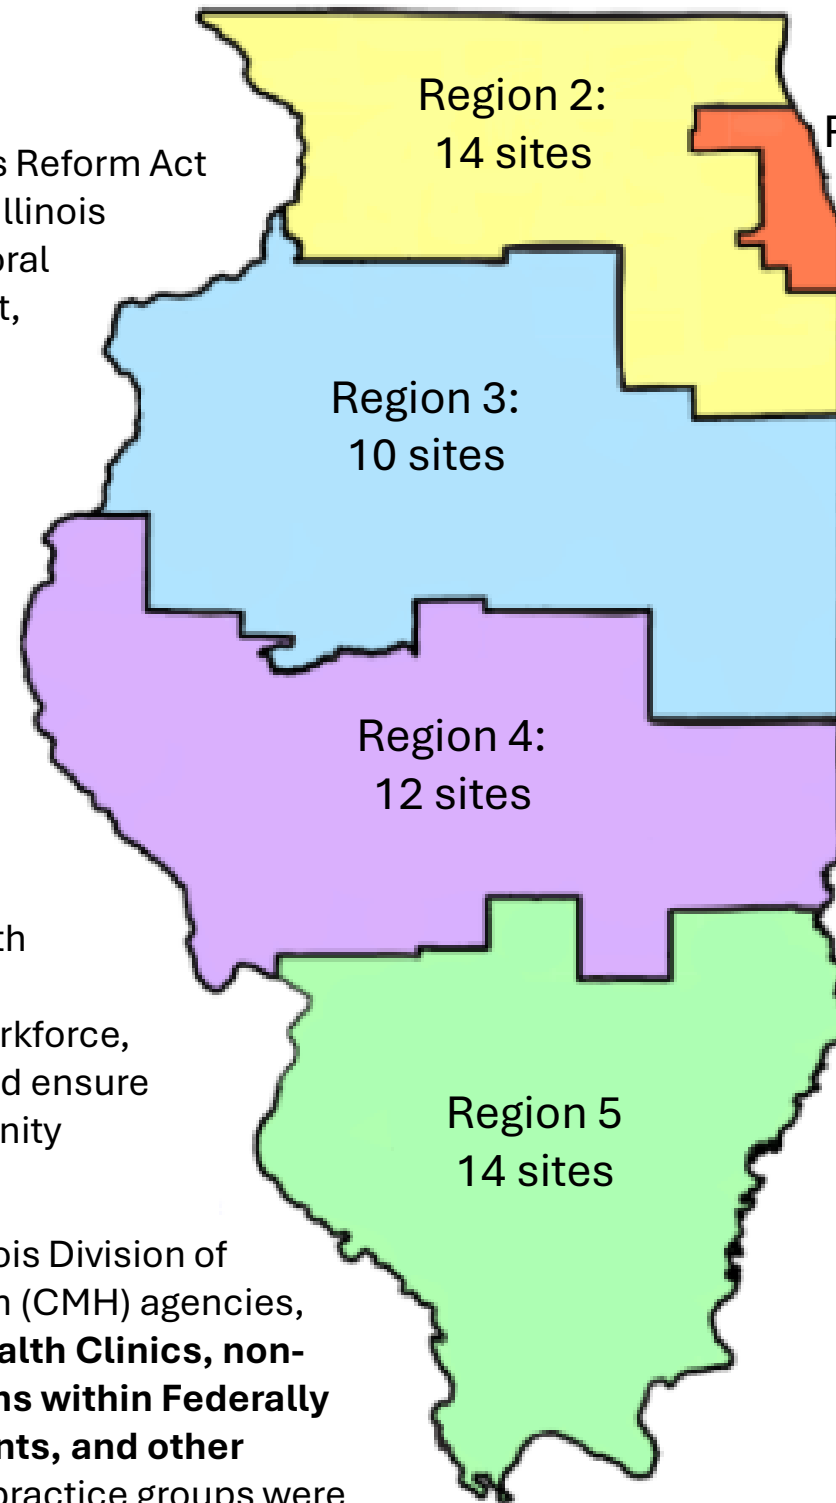 Region 2:
14 sites
s Reform Act
llinois
oral
t,
Region 3:
10 sites
Region 4:
12 sites
th
rkforce,
d ensure
nity
Region 5
14 sites
ois Division of
n (CMH) agencies,
alth Clinics, non-
ns within Federally
nts, and other
practice groups were